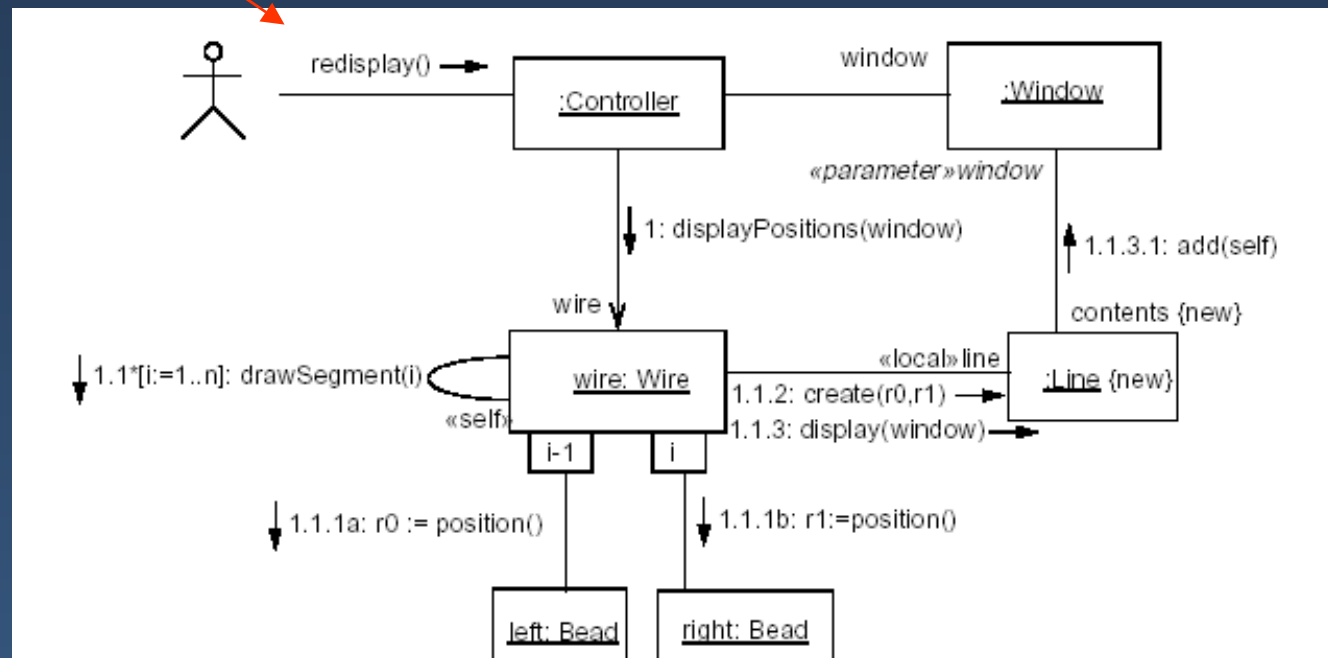 redisplay()
:Controller
window
:Window
«parameter»window
1: displayPositions(window)
1.1.3.1: add(self)
wire
contents {new}
1.1*[i:=1..n]: drawSegment(i)
wire: Wire
«local»line
:Line {new}
1.1.2: create(r0,r1)
«self»
1.1.3: display(window)
i-1
i
1.1.1a: r0 := position()
1.1.1b: r1:=position()
left: Bead
right: Bead